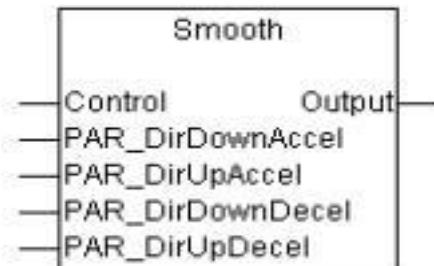 Smooth
Control Output
PAR_DirDownAccel
PAR_DirUpAccel
PAR_DirDownDecel
PAR_DirUpDecel